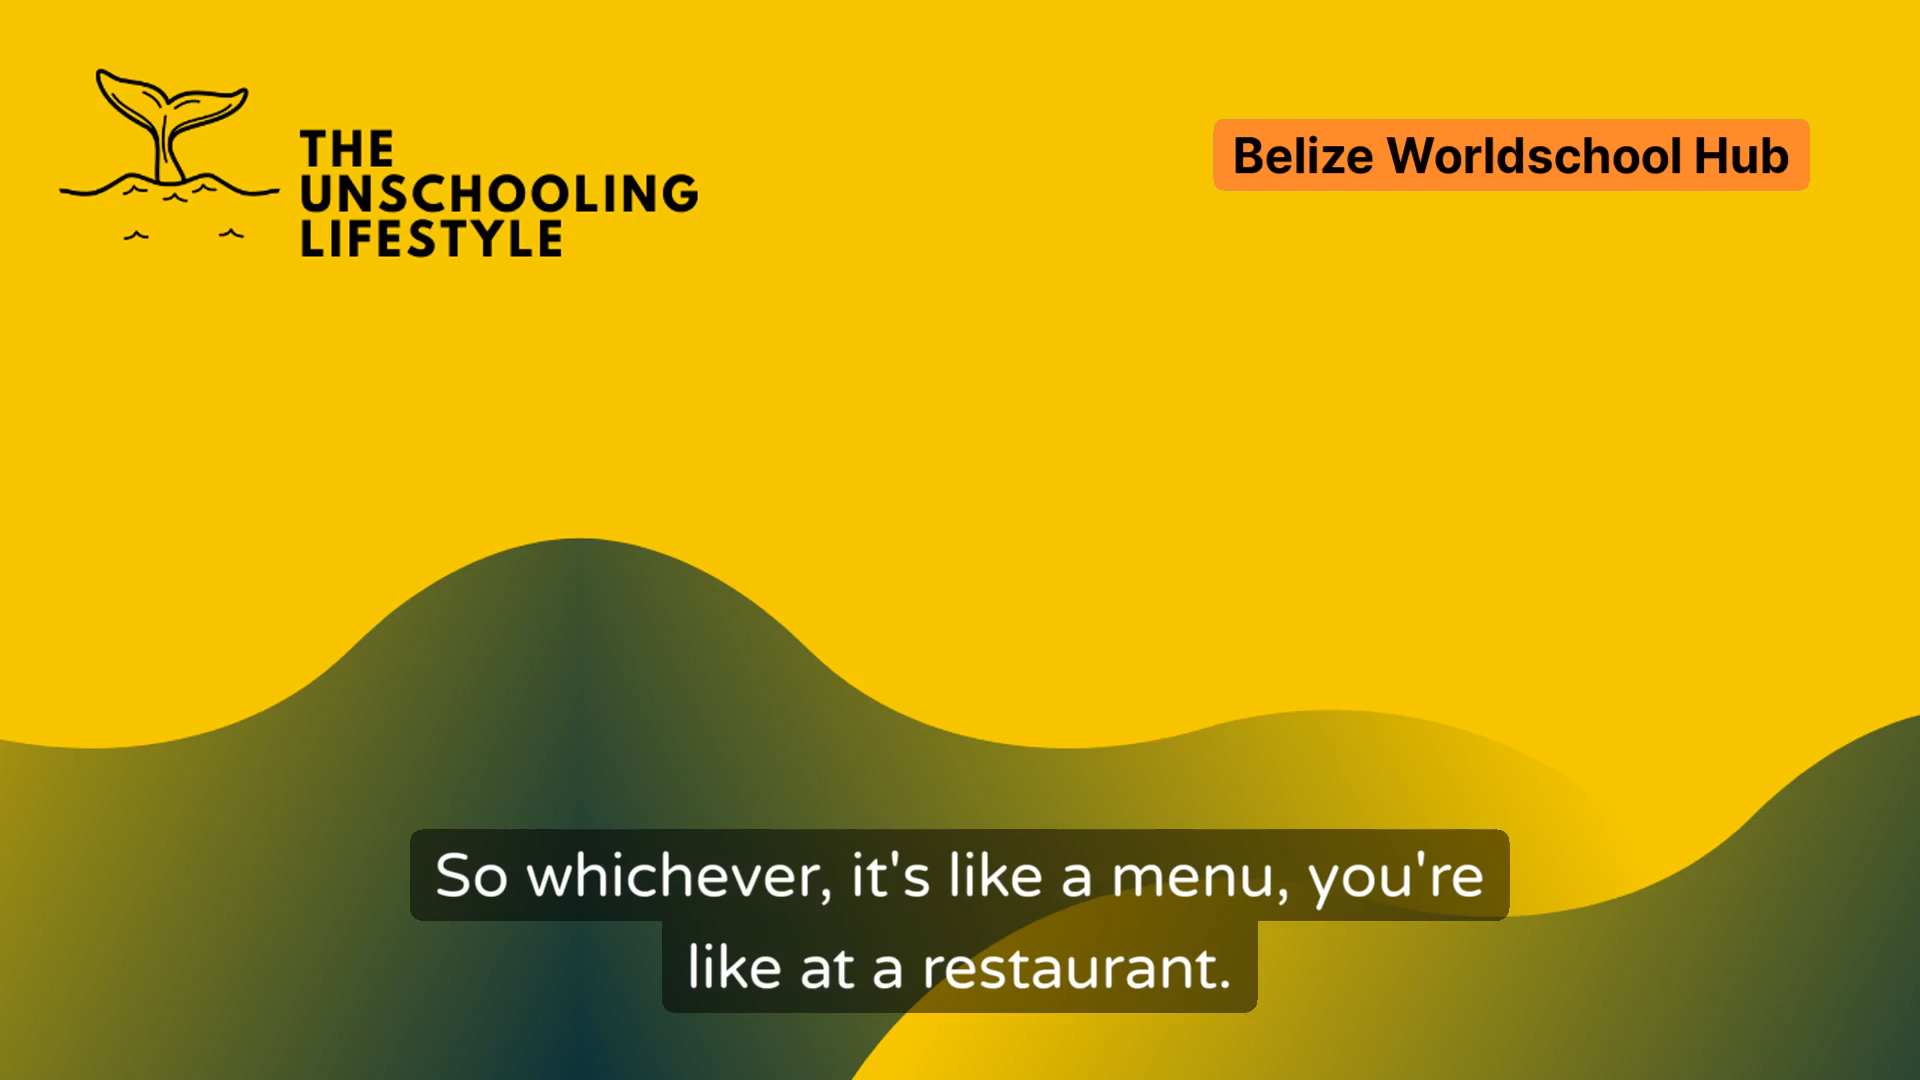 THE
UNSCHOOLING
LIFESTYLE
Belize Worldschool Hub
So whichever, it's like a menu, you're
like at a restaurant.